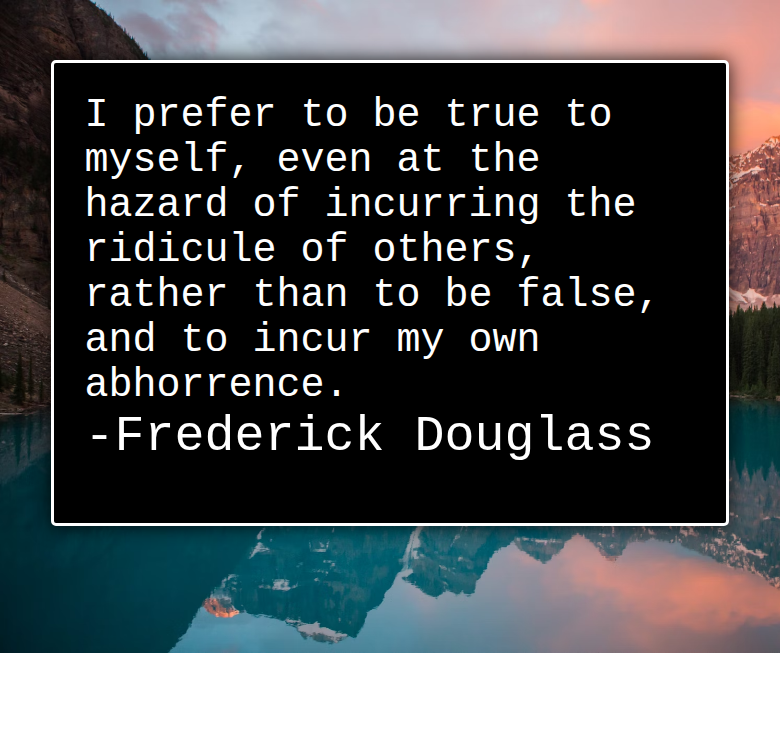 I prefer to be true to
myself, even at the
hazard of incurring the
ridicule of others,
rather than to be false,
and to incur my own
abhorrence.
-Frederick Douglass